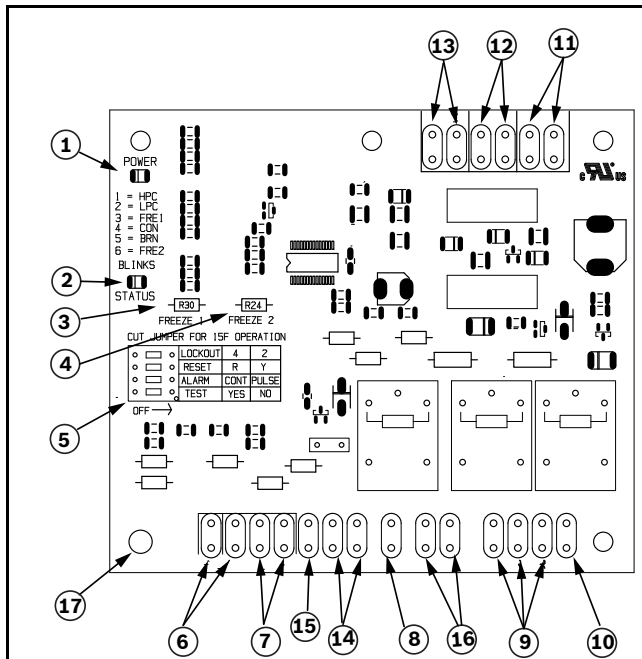 13 12 11
1
POWER
1 = HPC
2 = LPC
3 = FRE1
4 = CON
5 = BRN
6 = FRE2
BLINKS
2
STATUS
3
R30 R24
FREEZE 1 FREEZE 2
4
CUT JUMPER FOR 15F OPERATION
LOCKOUT 4 2
RESET R Y
ALARM CONT PULSE
TEST YES NO
OFF
5
C UR US
17
6 7 15 14 8 16 9 10